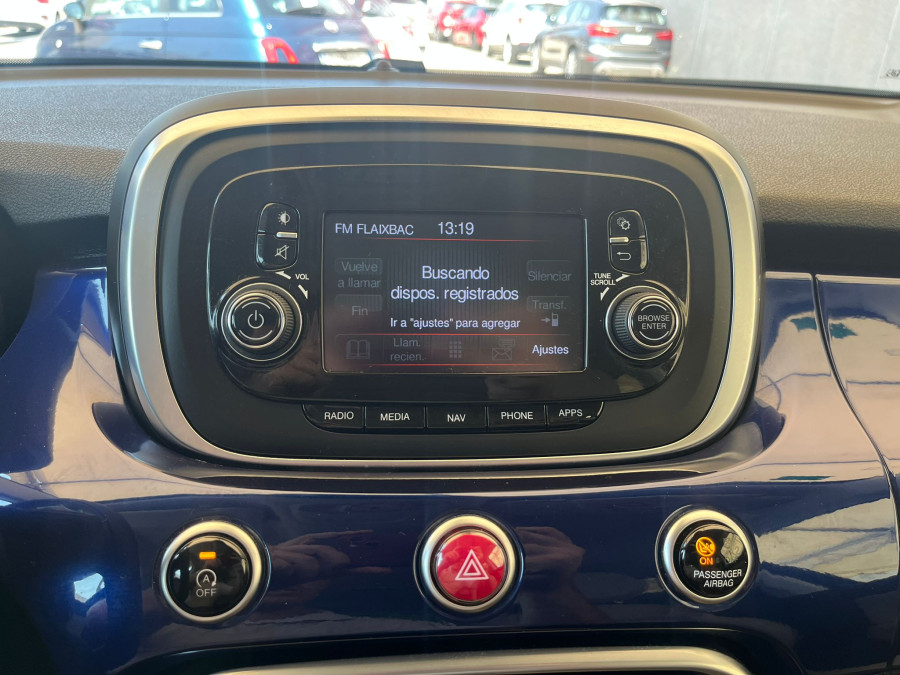 FM FLAIXBAC 13:19
Vuelve
a llamar
Buscando
dispos. registrados
Silenciar
Fin
Transf.
Ir a "ajustes" para agregar
Llam.
recien.
Ajustes
VOL
TUNE
SCROLL
BROWSE
ENTER
RADIO
MEDIA
NAV
PHONE
APPS
A
OFF
ON
PASSENGER
AIRBAG